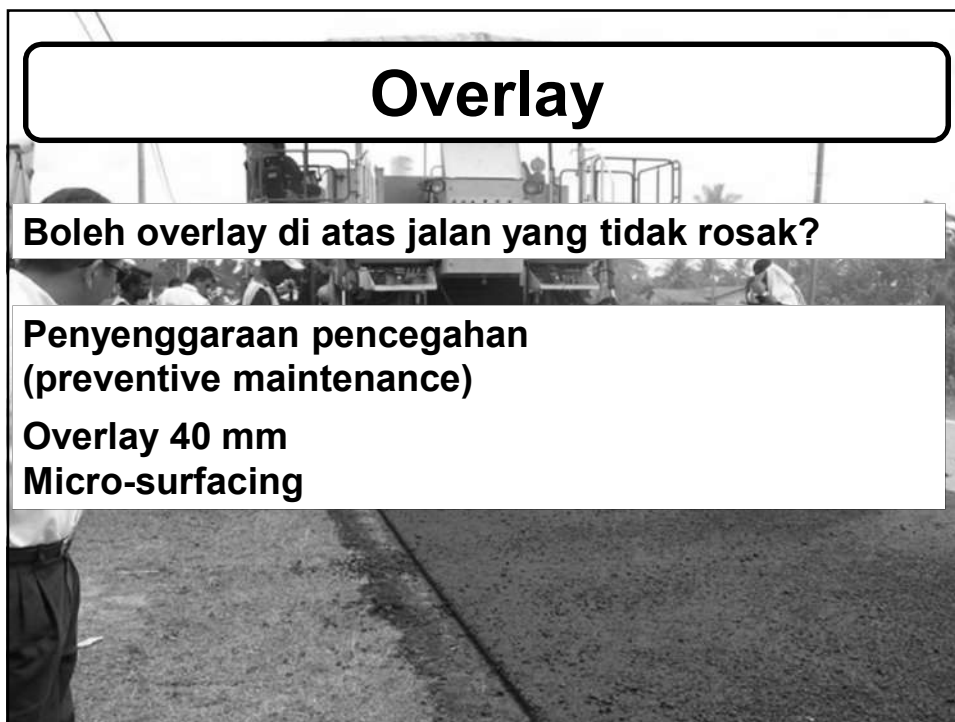 Overlay
Boleh overlay di atas jalan yang tidak rosak?
Penyenggaraan pencegahan
(preventive maintenance)
Overlay 40 mm
Micro-surfacing